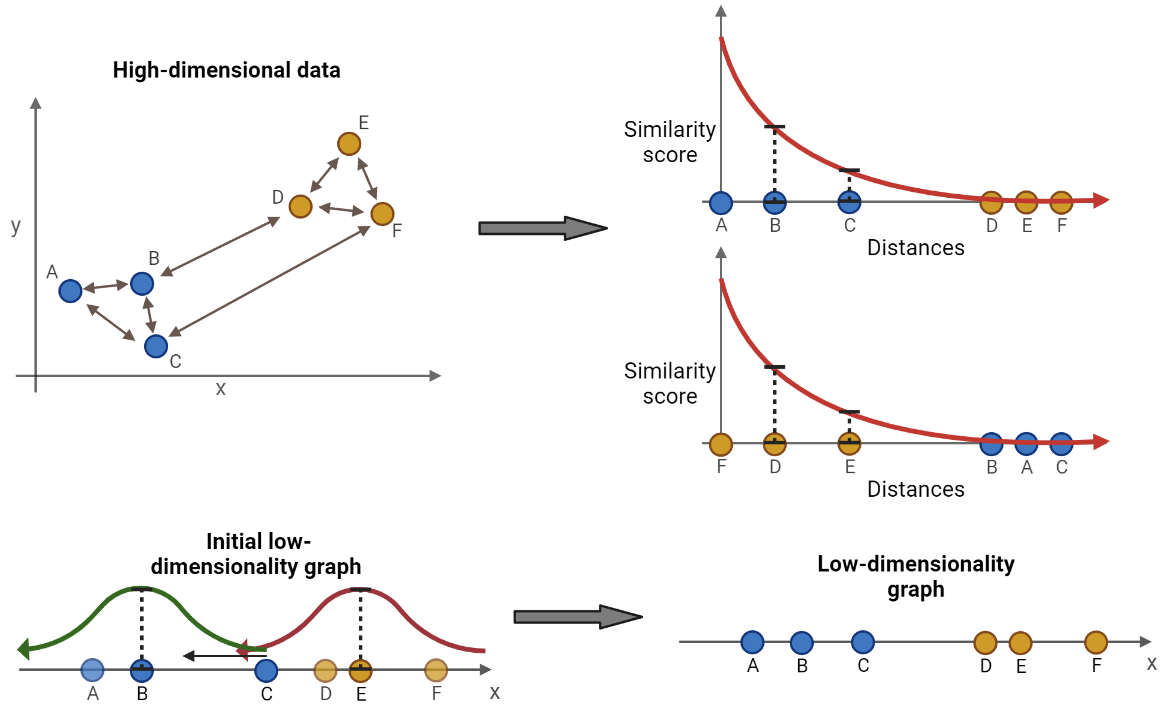 High-dimensional data
y
A
B
C
D
E
F
x
Similarity
score
A
B
C
D
E
F
Distances
Similarity
score
F
D
E
B
A
C
Distances
Initial low-
dimensionality graph
A
B
C
D
E
F
x
Low-dimensionality
graph
A
B
C
D
E
F
x